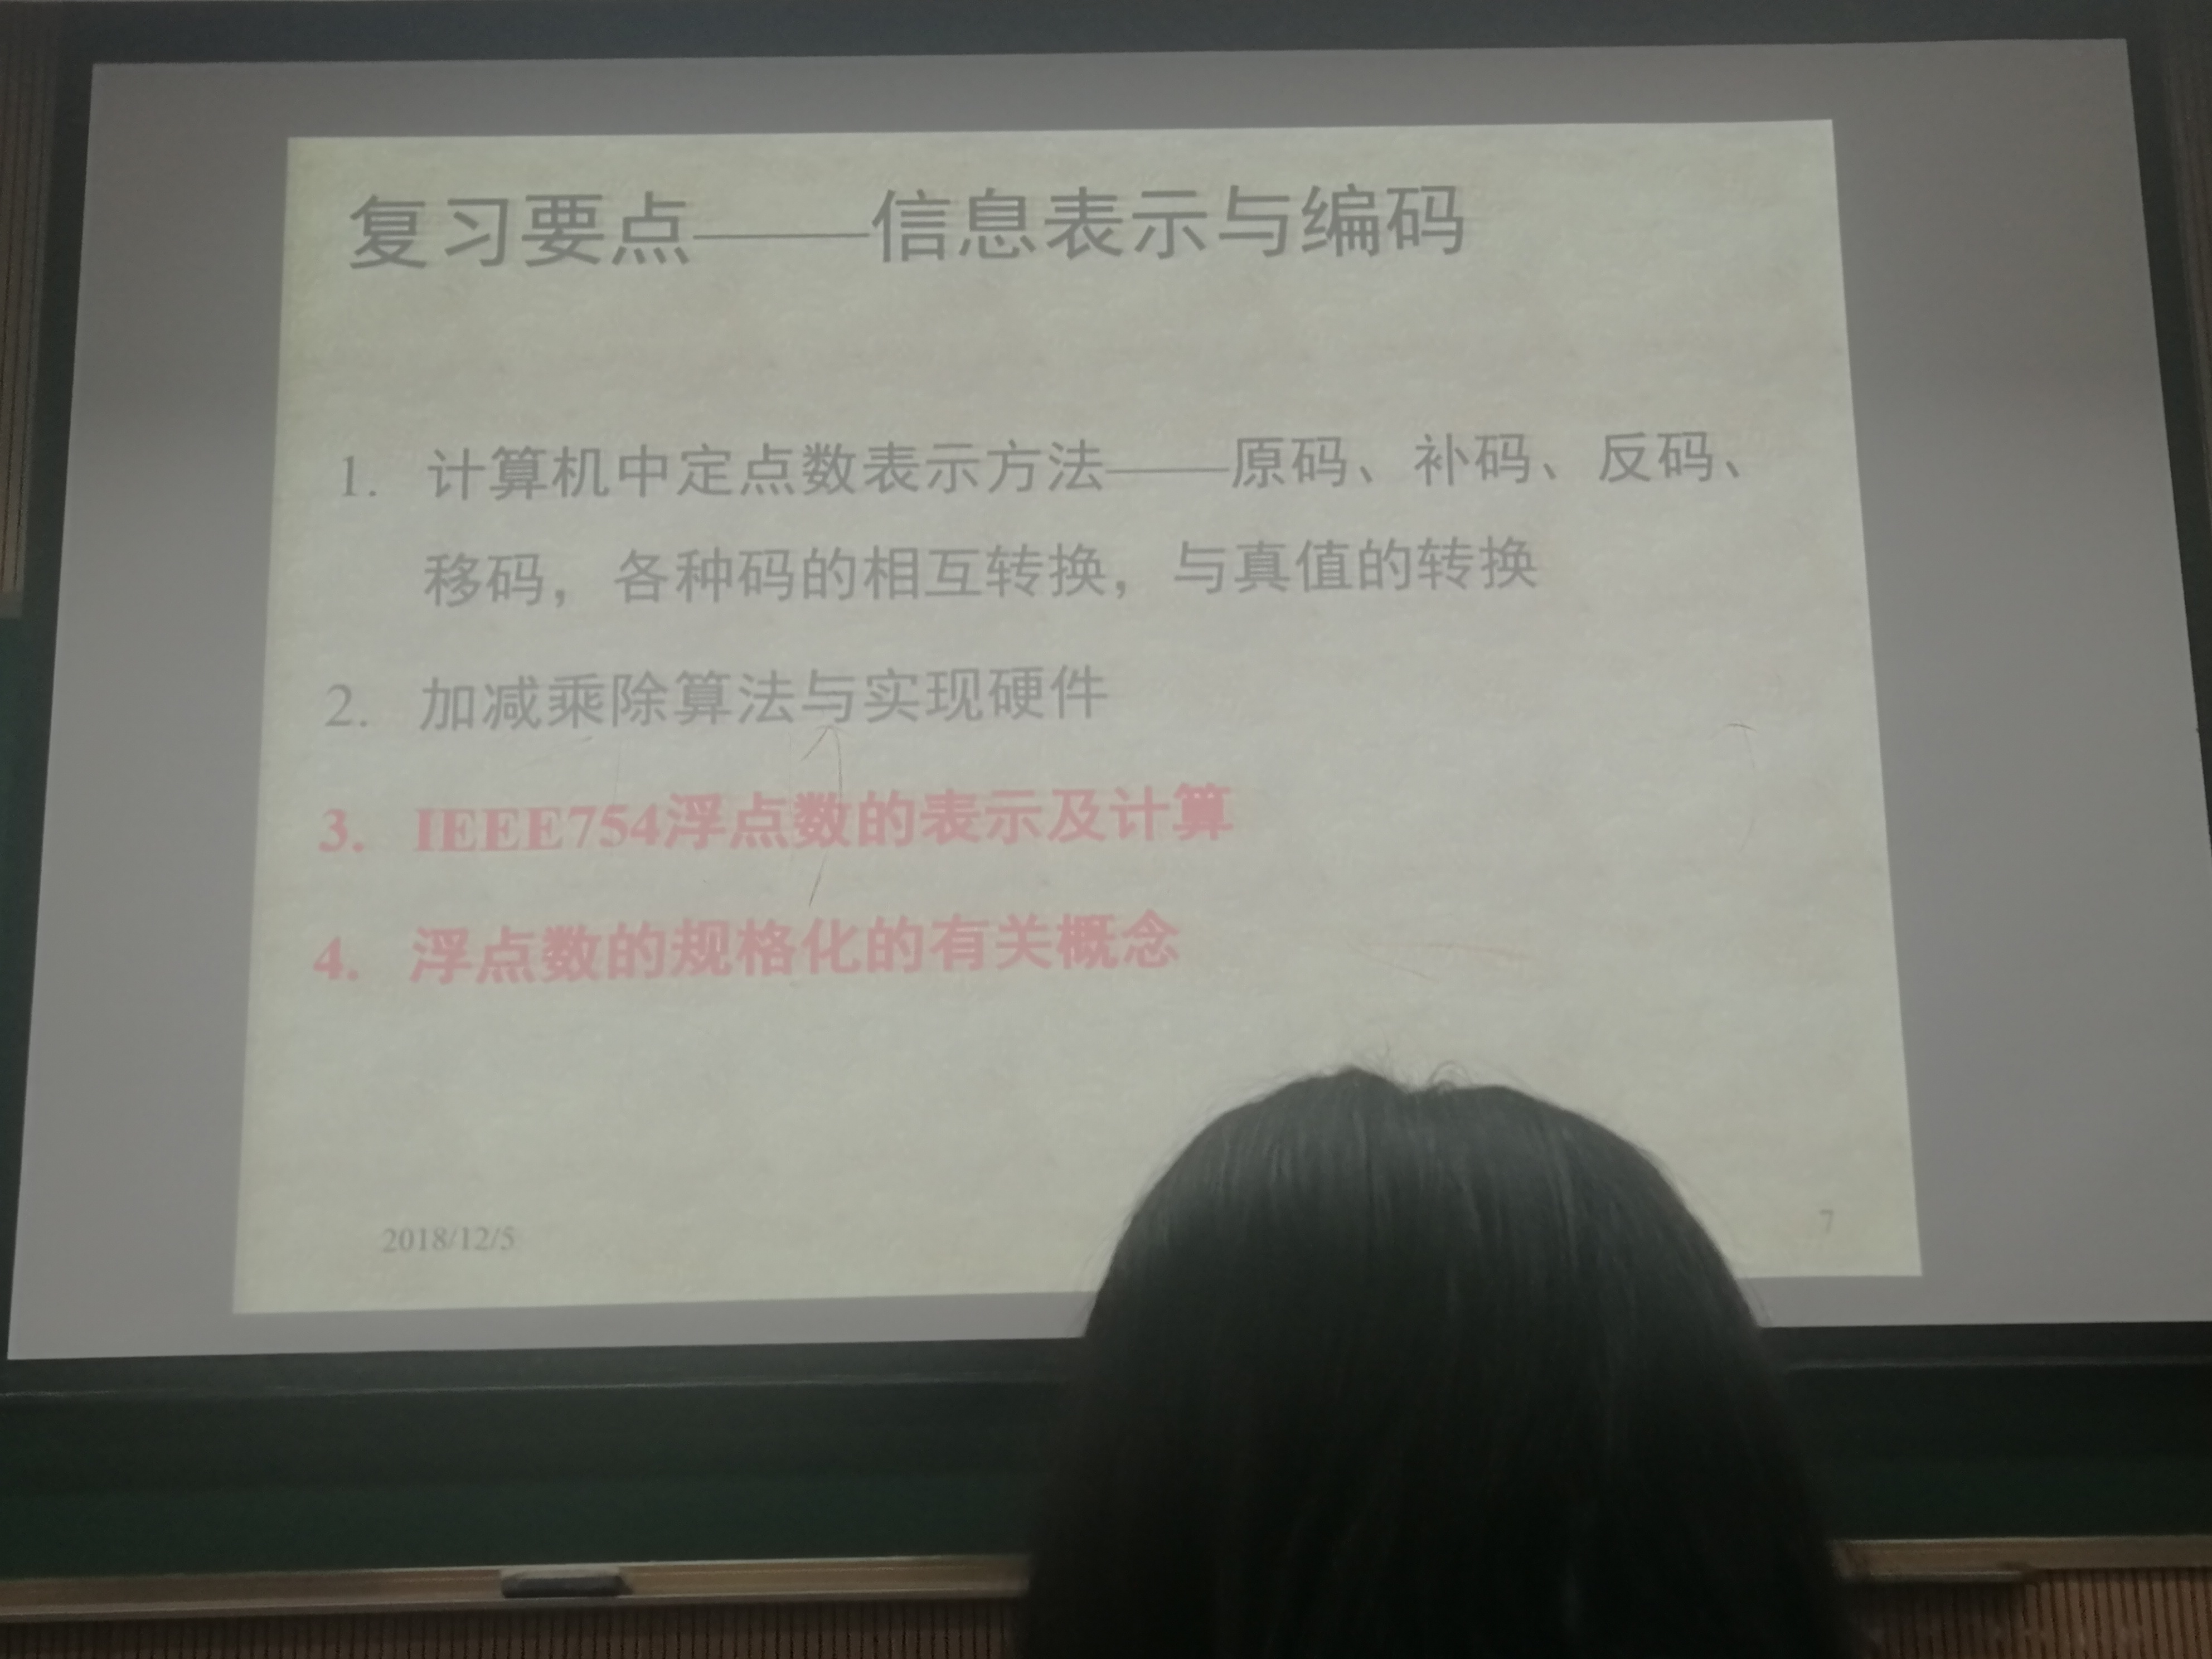 复习要点——信息表示与编码
1. 计算机中定点数表示方法——原码、补码、反码、
移码，各种码的相互转换，与真值的转换
2. 加减乘除算法与实现硬件
3. IEEE754浮点数的表示及计算
4. 浮点数的规格化的有关概念
2018/12/5
7